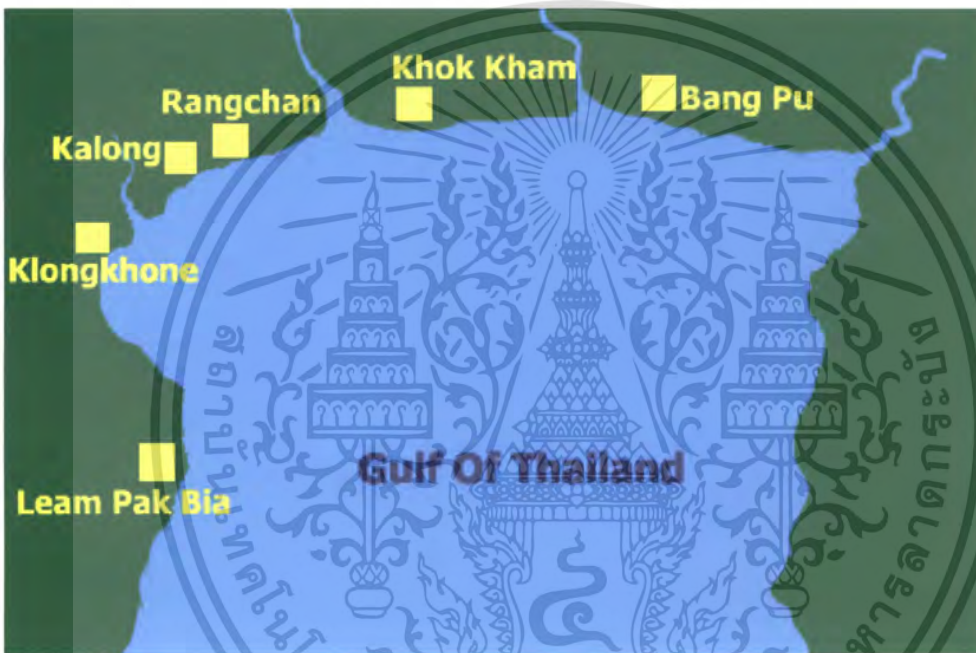 Khok Kham
Rangchan
Bang Pu
Kalong
Klongkhone
Gulf Of Thailand
Leam Pak Bia